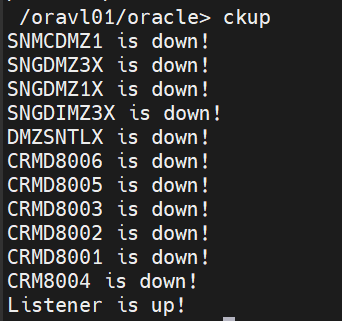 /oravl01/oracle> ckup
SNMCDMZ1 is down!
SNGDMZ3X is down!
SNGDMZ1X is down!
SNGDIMZ3X is down!
DMZSNTLX is down!
CRMD8006 is down!
CRMD8005 is down!
CRMD8003 is down!
CRMD8002 is down!
CRMD8001 is down!
CRM8004 is down!
Listener is up!